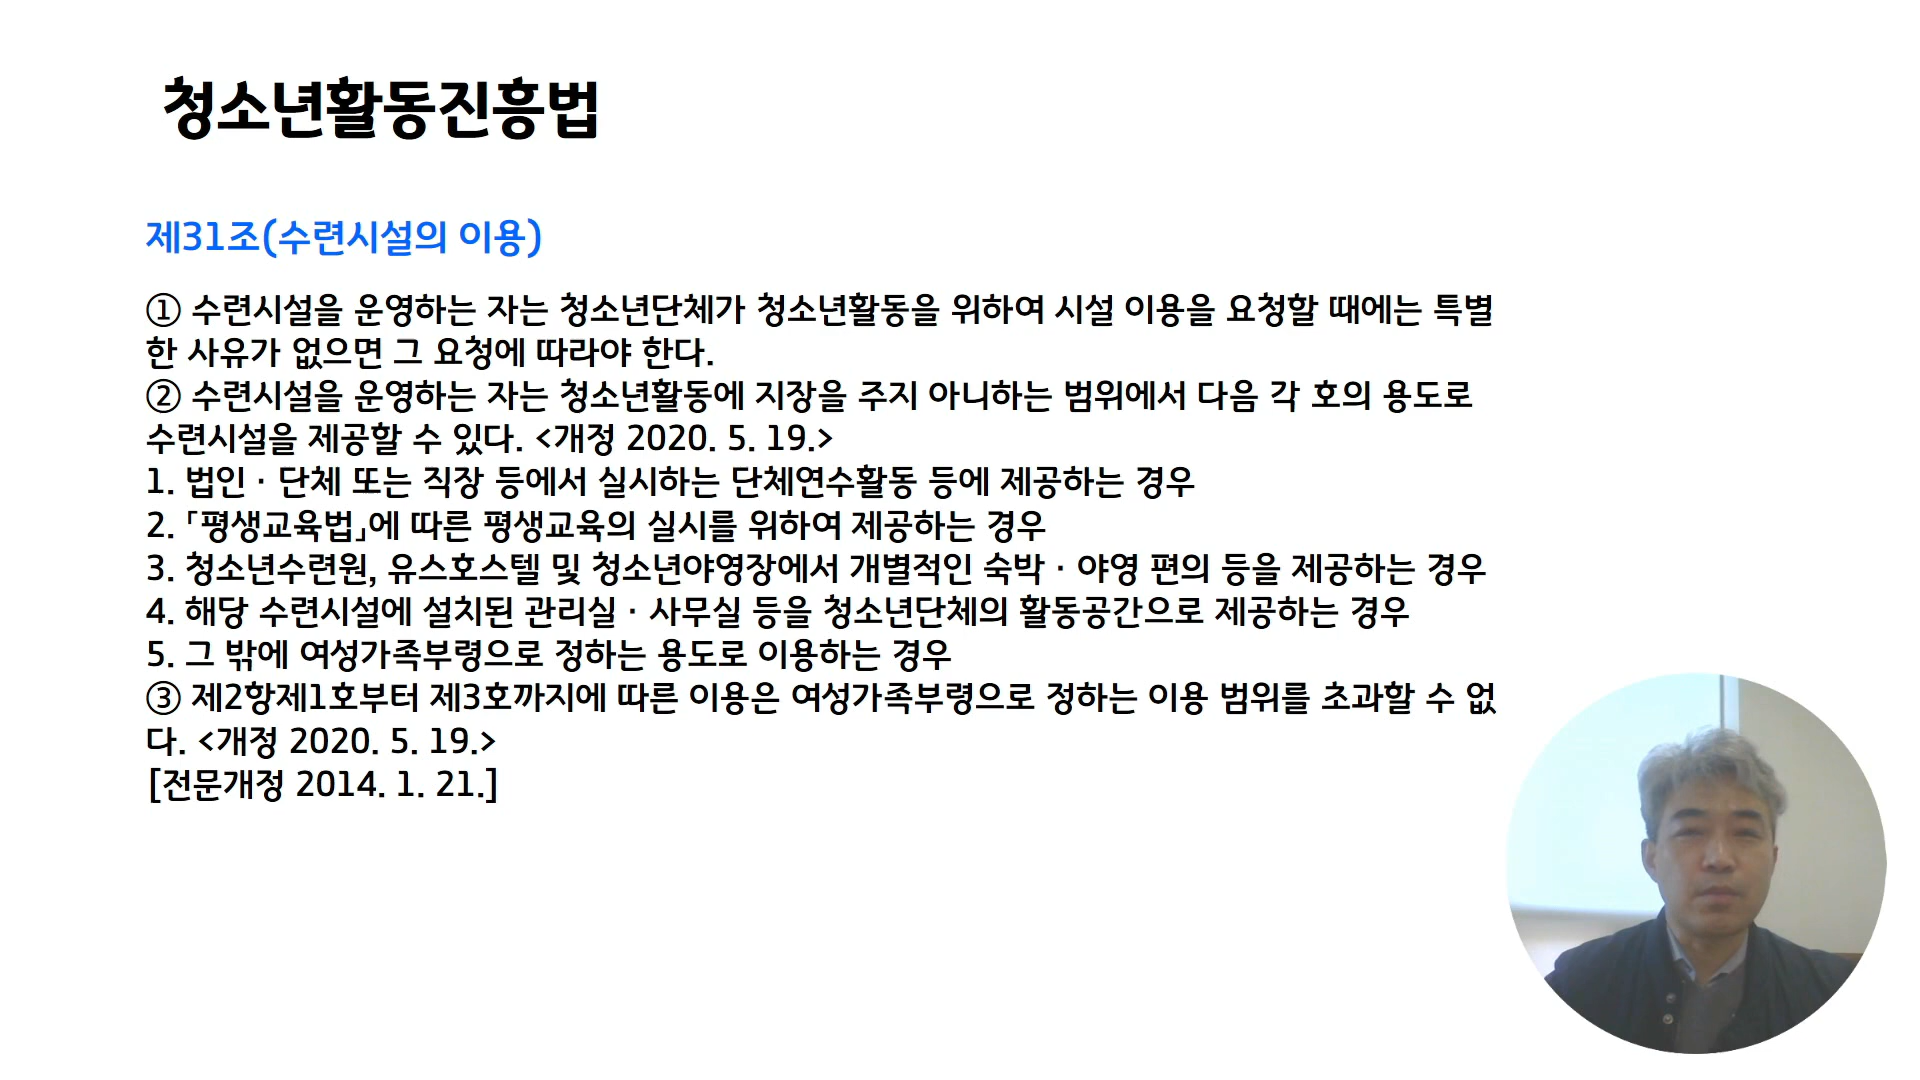 청소년활동진흥법
제31조(수련시설의 이용)
① 수련시설을 운영하는 자는 청소년단체가 청소년활동을 위하여 시설 이용을 요청할 때에는 특별
한 사유가 없으면 그 요청에 따라야 한다.
② 수련시설을 운영하는 자는 청소년활동에 지장을 주지 아니하는 범위에서 다음 각 호의 용도로
수련시설을 제공할 수 있다. <개정 2020. 5. 19.>
1. 법인 · 단체 또는 직장 등에서 실시하는 단체연수활동 등에 제공하는 경우
2. 「평생교육법」에 따른 평생교육의 실시를 위하여 제공하는 경우
3. 청소년수련원, 유스호스텔 및 청소년야영장에서 개별적인 숙박 · 야영 편의 등을 제공하는 경우
4. 해당 수련시설에 설치된 관리실 · 사무실 등을 청소년단체의 활동공간으로 제공하는 경우
5. 그 밖에 여성가족부령으로 정하는 용도로 이용하는 경우
③ 제2항제1호부터 제3호까지에 따른 이용은 여성가족부령으로 정하는 이용 범위를 초과할 수 없
다. <개정 2020. 5. 19.>
[전문개정 2014. 1. 21.]